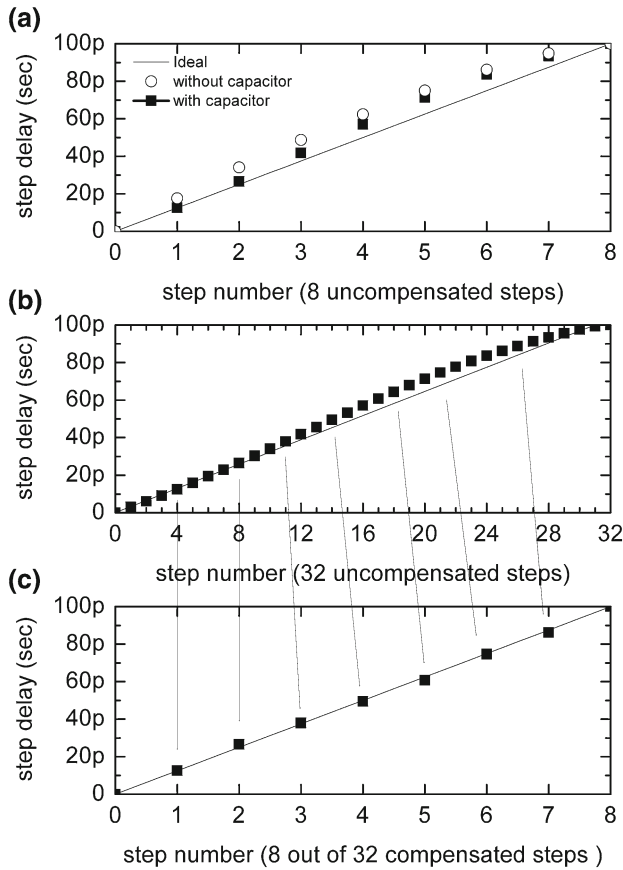 (a)
100p
80p
60p
40p
20p
0
step delay (sec)
Ideal
without capacitor
with capacitor
0 1 2 3 4 5 6 7 8
step number (8 uncompensated steps)
(b)
100p
80p
60p
40p
20p
0
step delay (sec)
0 4 8 12 16 20 24 28 32
step number (32 uncompensated steps)
(c)
100p
80p
60p
40p
20p
0
step delay (sec)
0 1 2 3 4 5 6 7 8
step number (8 out of 32 compensated steps )